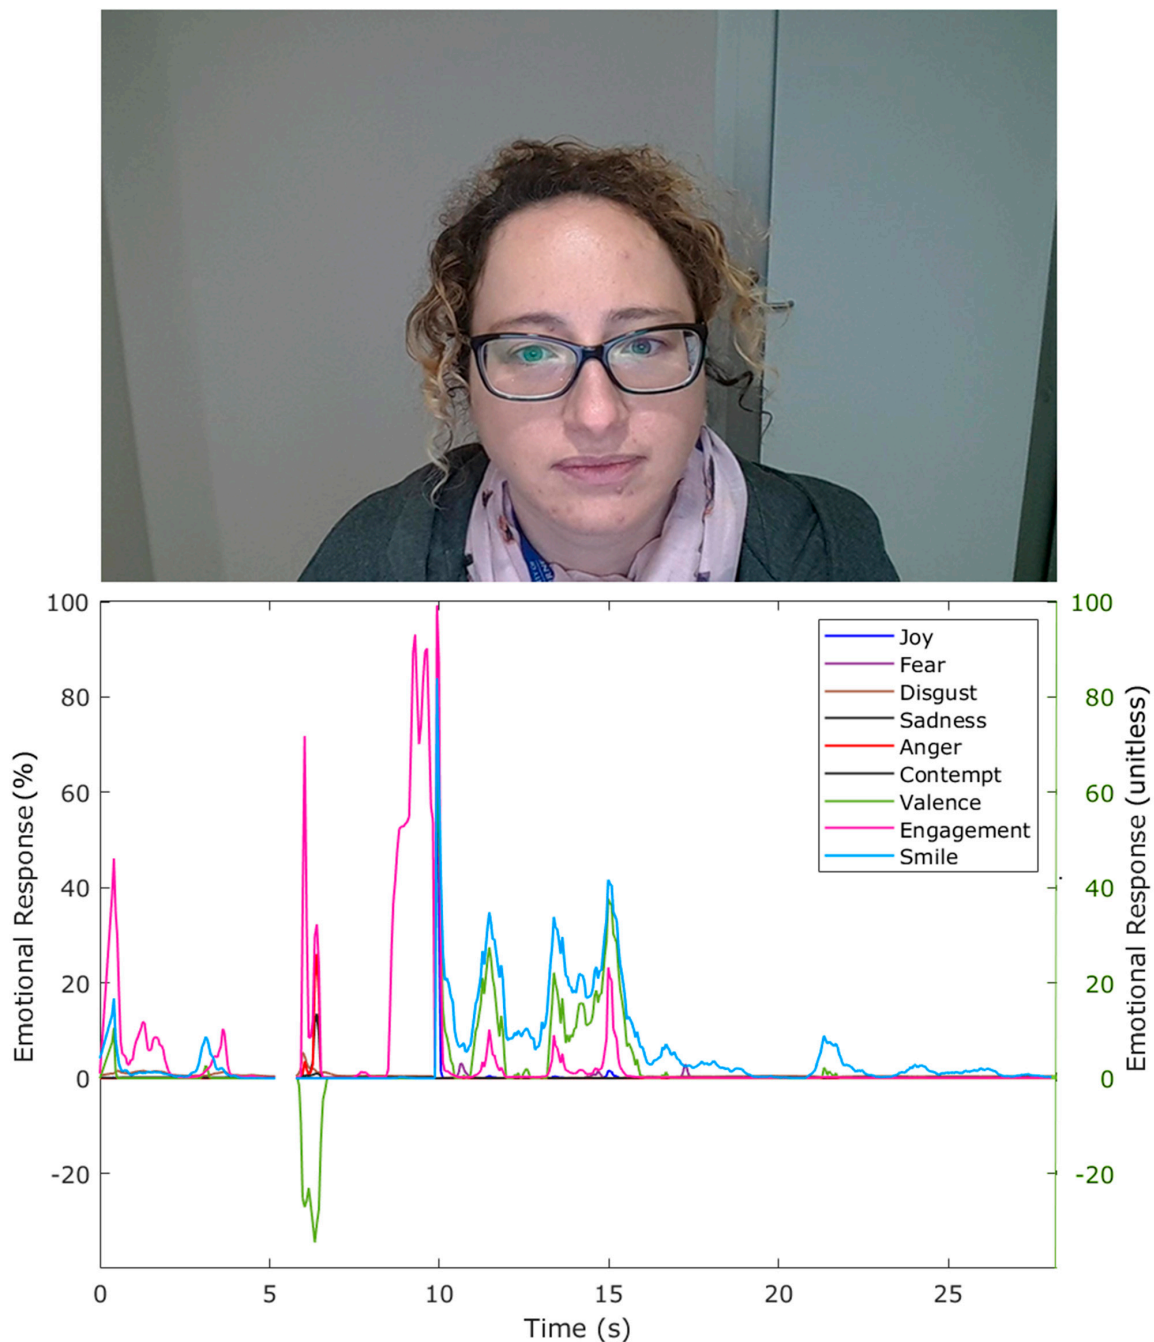 100
80
60
40
20
0
-20
Emotional Response (%)
Joy
Fear
Disgust
Sadness
Anger
Contempt
Valence
Engagement
Smile
100
80
60
40
20
0
-20
Emotional Response (unitless)
0 5 10 15 20 25
Time (s)